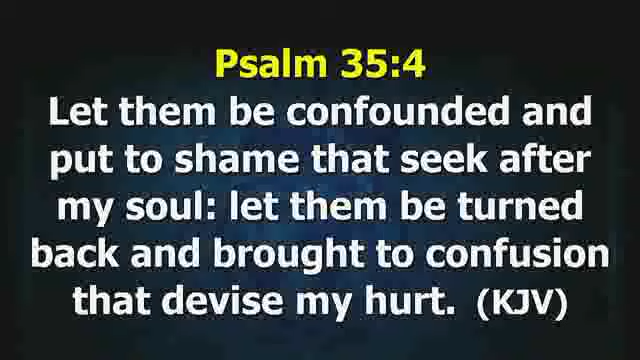 Psalm 35:4
Let them be confounded and
put to shame that seek after
my soul: let them be turned
back and brought to confusion
that devise my hurt. (KJV)